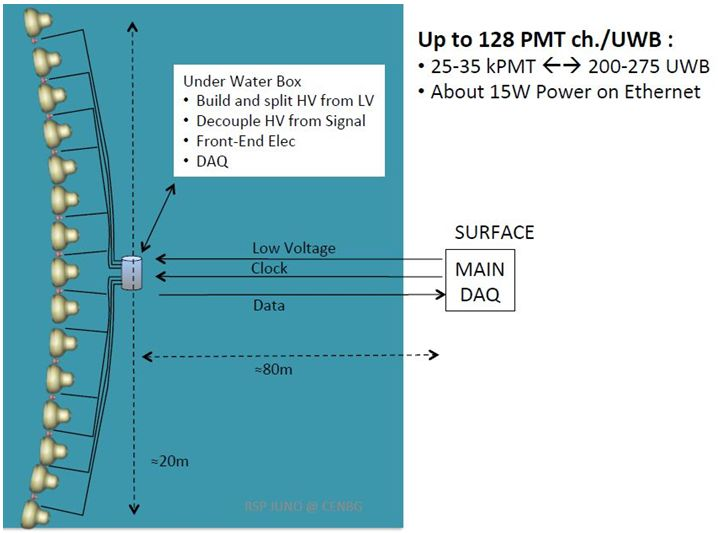 Up to 128 PMT ch./UWB :
• 25-35 kPMT ←→ 200-275 UWB
• About 15W Power on Ethernet
Under Water Box
• Build and split HV from LV
• Decouple HV from Signal
• Front-End Elec
• DAQ
SURFACE
Low Voltage
Clock
Data
MAIN
DAQ
≈80m
≈20m
RSP JUNO @ CENBG